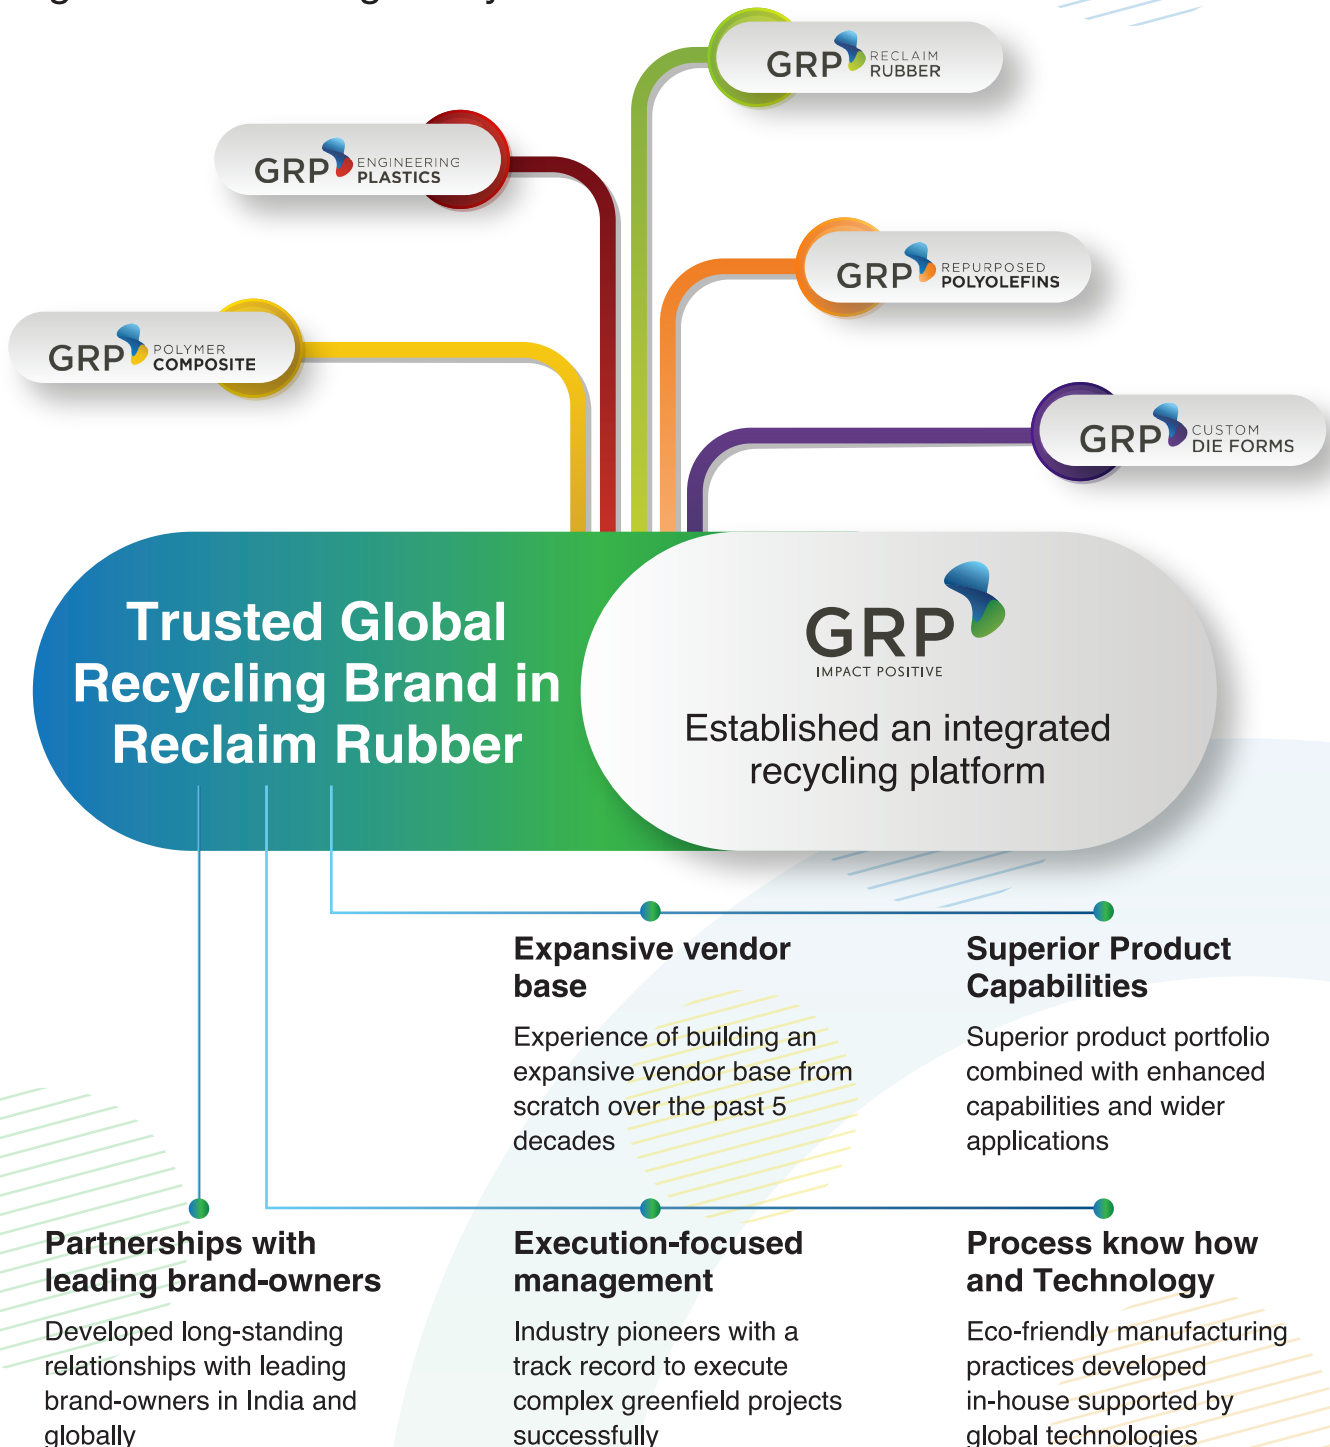 GRP RECLAIM
RUBBER
GRP ENGINEERING
PLASTICS
GRP REPURPOSED
POLYOLEFINS
GRP POLYMER
COMPOSITE
GRP CUSTOM
DIE FORMS
Trusted Global
Recycling Brand in
Reclaim Rubber
GRP
IMPACT POSITIVE
Established an integrated
recycling platform
Expansive vendor
base
Experience of building an
expansive vendor base from
scratch over the past 5
decades
Superior Product
Capabilities
Superior product portfolio
combined with enhanced
capabilities and wider
applications
Partnerships with
leading brand-owners
Developed long-standing
relationships with leading
brand-owners in India and
globally
Execution-focused
management
Industry pioneers with a
track record to execute
complex greenfield projects
successfully
Process know how
and Technology
Eco-friendly manufacturing
practices developed
in-house supported by
global technologies